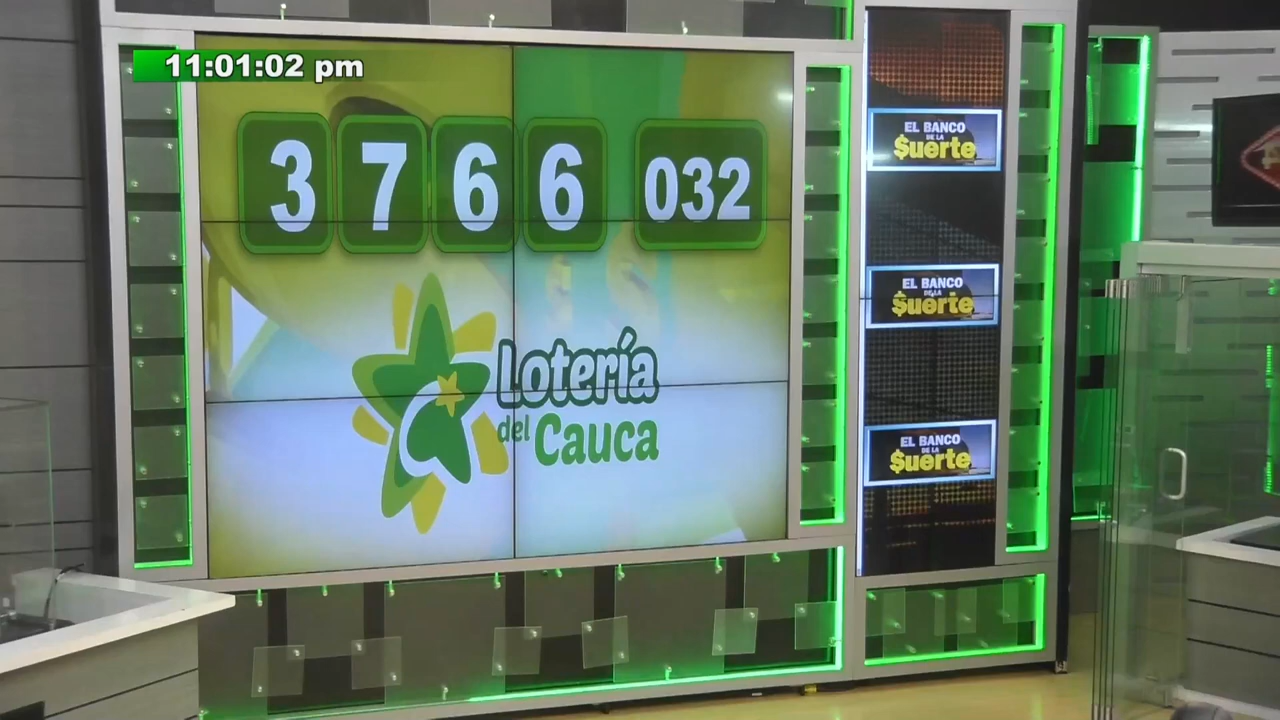 11:01:02 pm
3 7 6 6 032
Lotería
del Cauca
EL BANCO
DE LA
$uerte
EL BANCO
DE LA
$uerte
EL BANCO
DE LA
$uerte